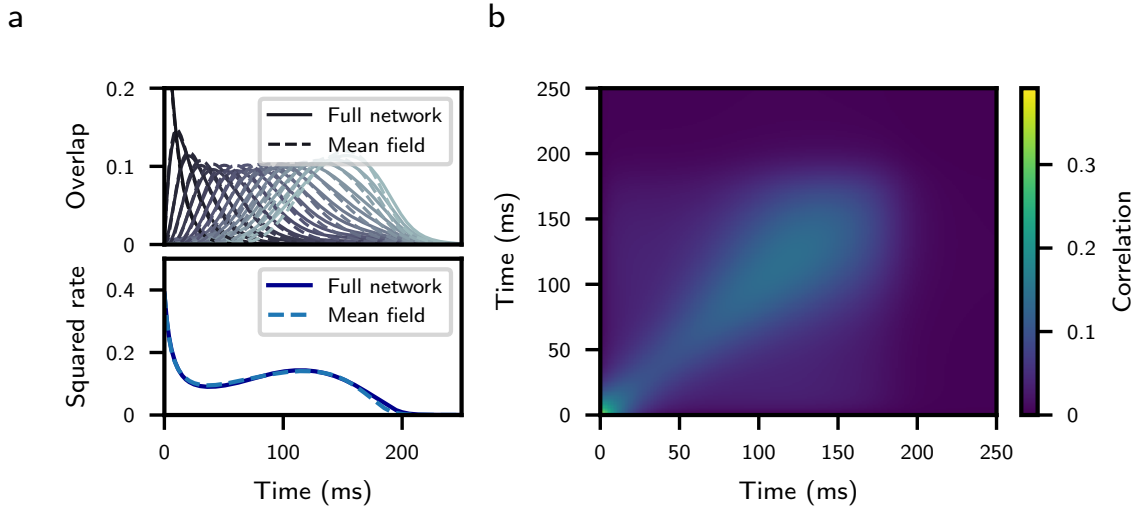 a
Overlap
0.2
0.1
0
Full network
Mean field
Squared rate
0.4
0.2
0
Full network
Mean field
0
100
200
Time (ms)
b
Time (ms)
250
200
150
100
50
0
0
50
100
150
200
250
Time (ms)
0.3
0.2
0.1
0
Correlation